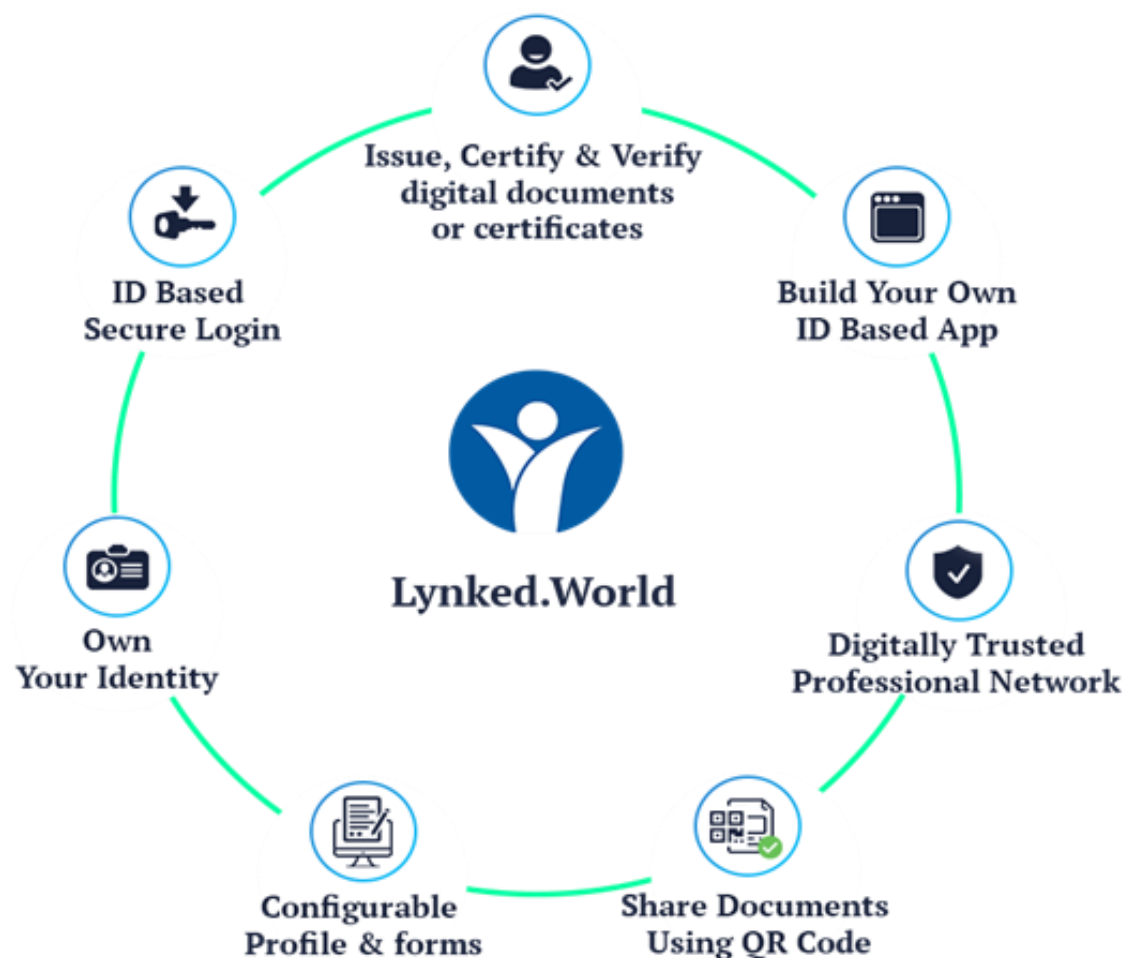 Issue, Certify & Verify
digital documents
or certificates
ID Based
Secure Login
Build Your Own
ID Based App
Lynked.World
Own
Your Identity
Digitally Trusted
Professional Network
Configurable
Profile & forms
Share Documents
Using QR Code